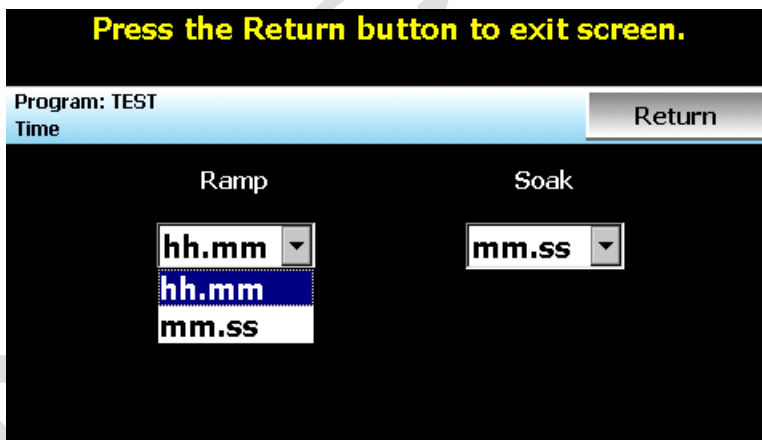 Press the Return button to exit screen.
Program: TEST
Return
Time
Ramp Soak
hh.mm mm.ss
hh.mm
mm.ss